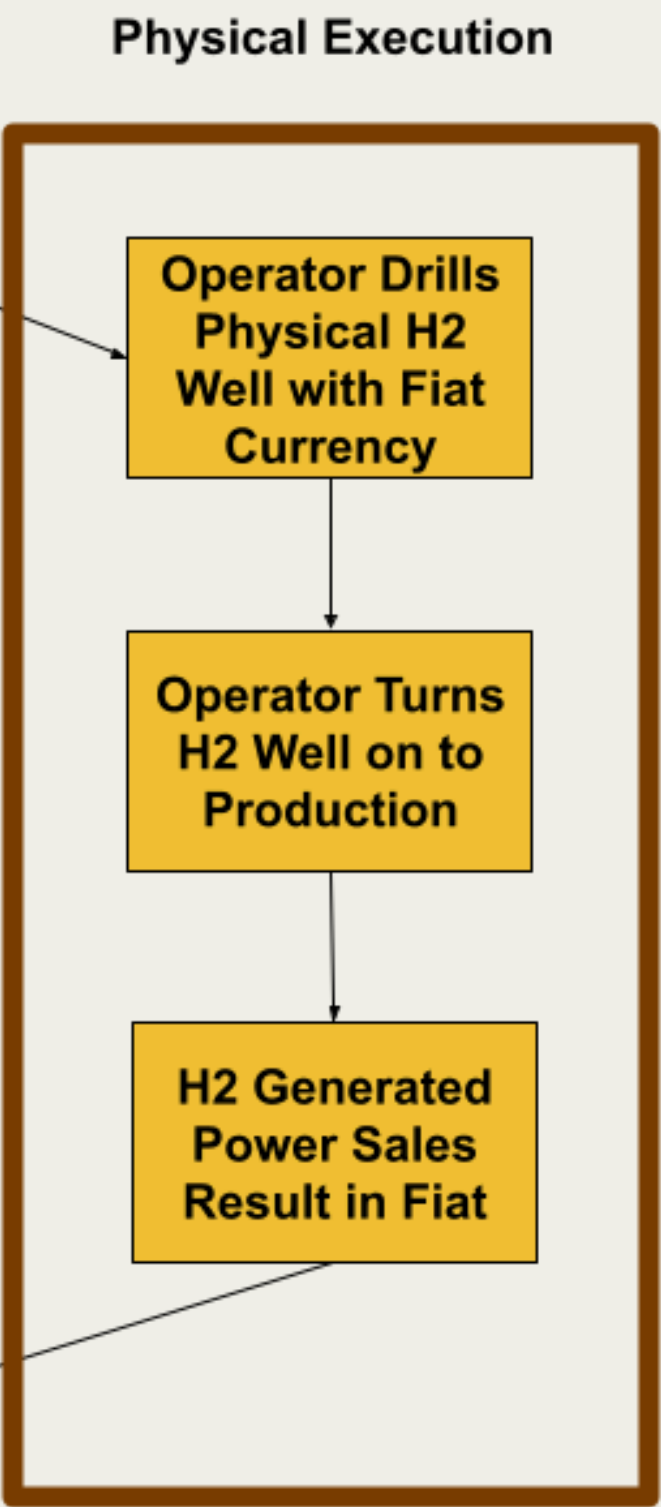 Physical Execution
Operator Drills
Physical H2
Well with Fiat
Currency
Operator Turns
H2 Well on to
Production
H2 Generated
Power Sales
Result in Fiat